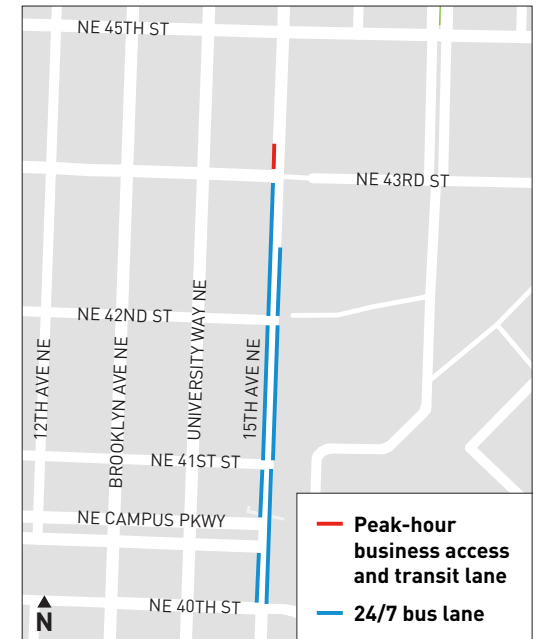 NE 45TH ST
NE 43RD ST
NE 42ND ST
12TH AVE NE
BROOKLYN AVE NE
UNIVERSITY WAY NE
15TH AVE NE
NE 41ST ST
NE CAMPUS PKWY
NE 40TH ST
N
Peak-hour
business access
and transit lane
24/7 bus lane